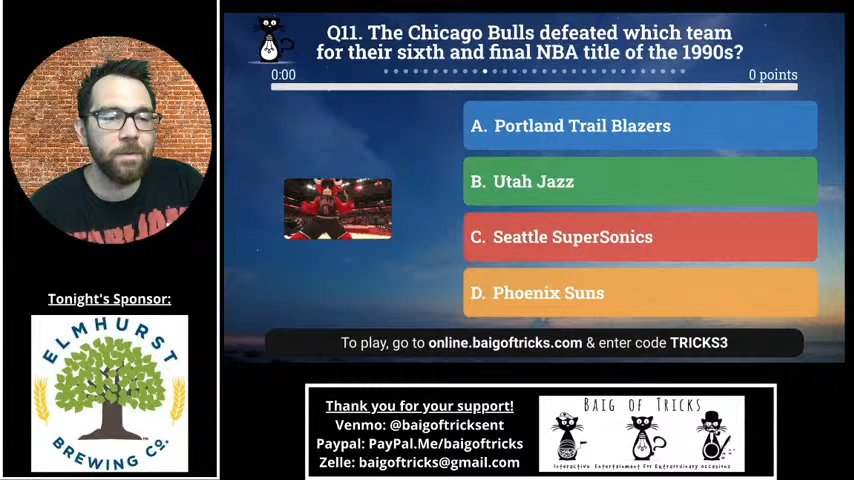 Q11. The Chicago Bulls defeated which team
for their sixth and final NBA title of the 1990s?
0:00
0 points
A. Portland Trail Blazers
B. Utah Jazz
C. Seattle SuperSonics
D. Phoenix Suns
To play, go to online.baigoftricks.com & enter code TRICKS3
Tonight's Sponsor:
ELMHURST
BREWING CO.
Thank you for your support!
Venmo: @baigoftricksent
Paypal: PayPal.Me/baigoftricks
Zelle: baigoftricks@gmail.com
BAIG OF TRICKS
Interactive Entertainment For Extraordinary Occasions